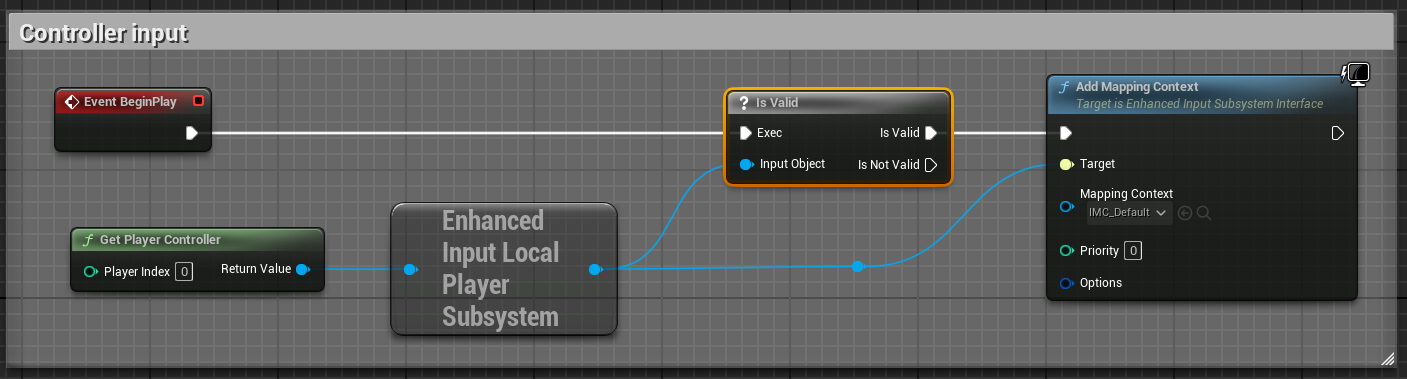 Controller input
Event BeginPlay
? Is Valid
Exec Is Valid
Input Object Is Not Valid
f Add Mapping Context
Target is Enhanced Input Subsystem Interface
Target
Mapping Context
IMC_Default
Priority 0
Options
f Get Player Controller
Player Index 0 Return Value
Enhanced
Input Local
Player
Subsystem